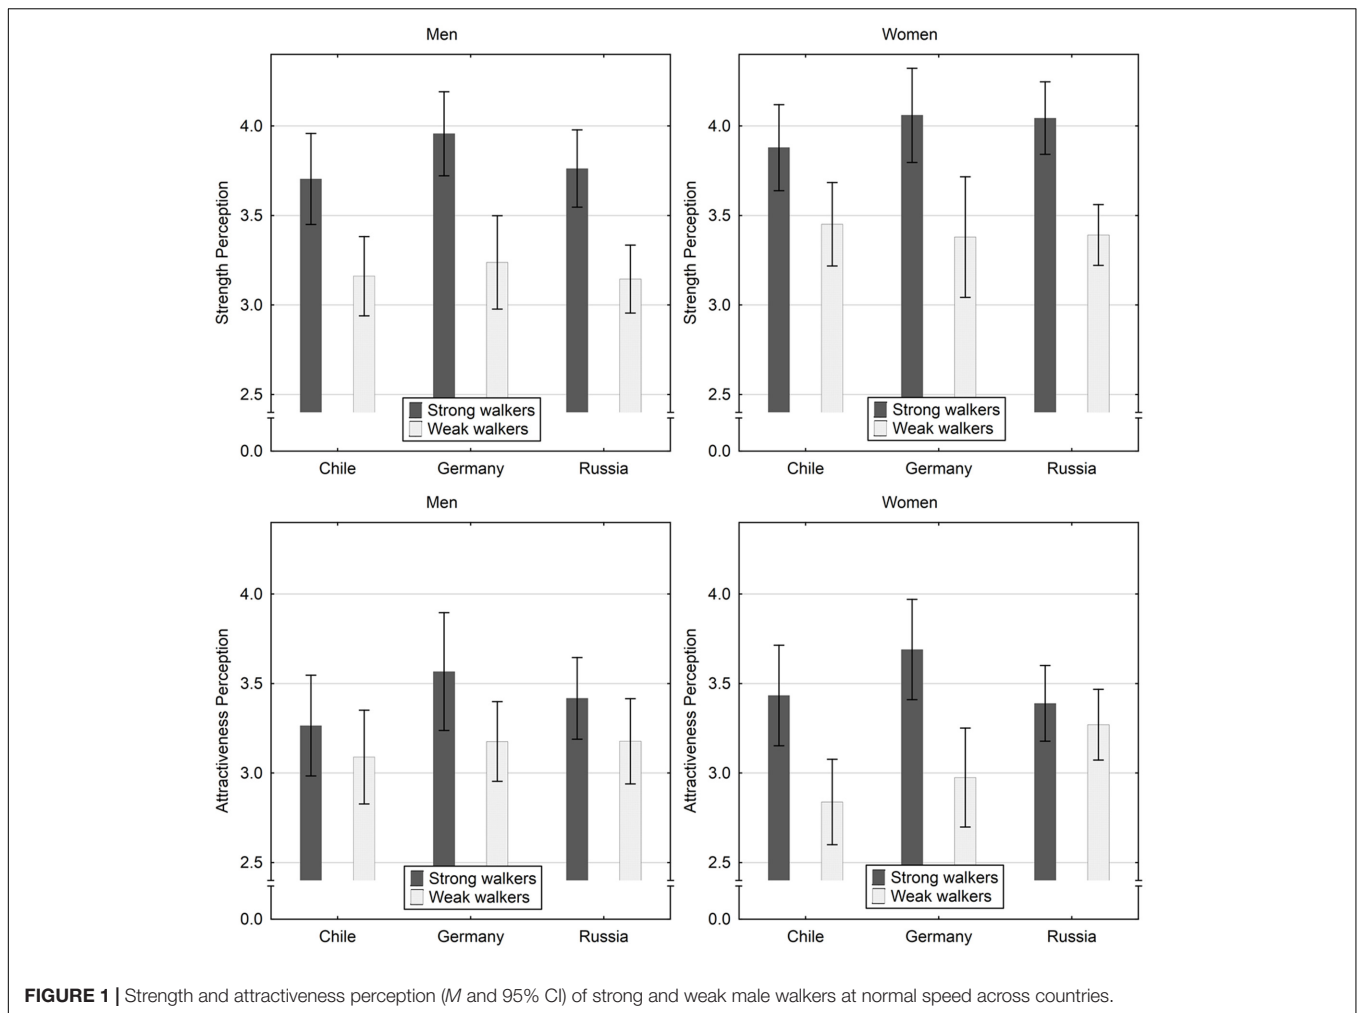 Men
Women
4.0
3.5
3.0
2.5
0.0
Strength Perception
Strong walkers
Weak walkers
Chile
Germany
Russia
4.0
3.5
3.0
2.5
0.0
Strength Perception
Strong walkers
Weak walkers
Chile
Germany
Russia
Men
Women
4.0
3.5
3.0
2.5
0.0
Attractiveness Perception
Strong walkers
Weak walkers
Chile
Germany
Russia
4.0
3.5
3.0
2.5
0.0
Attractiveness Perception
Strong walkers
Weak walkers
Chile
Germany
Russia
FIGURE 1 | Strength and attractiveness perception (M and 95% CI) of strong and weak male walkers at normal speed across countries.